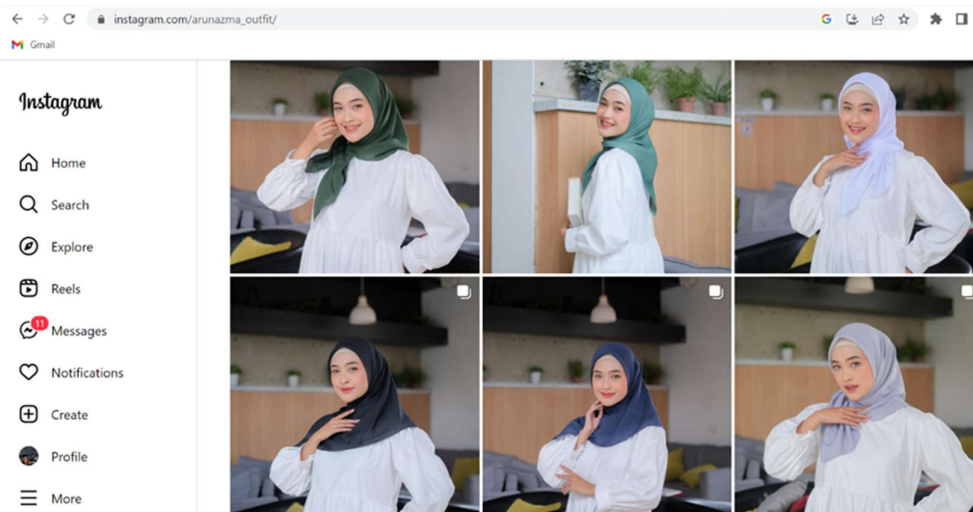 instagram.com/arunazma_outfit/
Gmail
Instagram
Home
Search
Explore
Reels
11
Messages
Notifications
Create
Profile
More